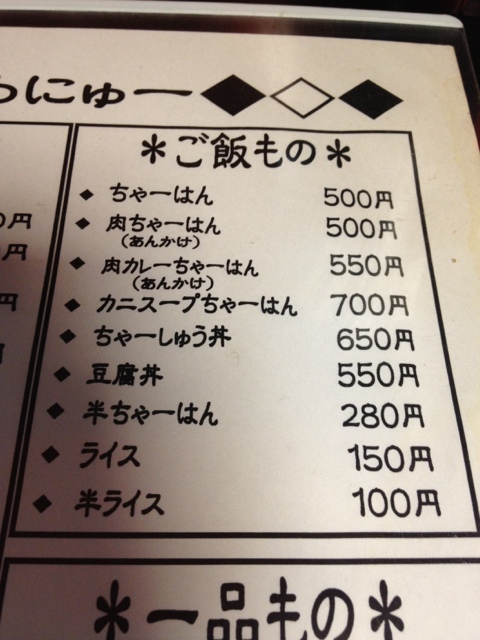 にゅー◆◇◆
＊ご飯もの＊
◆ ちゃーはん 500円
◆ 肉ちゃーはん 500円
(あんかけ)
◆ 肉カレーちゃーはん 550円
(あんかけ)
◆ カニスープちゃーはん 700円
◆ ちゃーしゅう丼 650円
◆ 豆腐丼 550円
◆ 半ちゃーはん 280円
◆ ライス 150円
◆ 半ライス 100円
＊一品もの＊